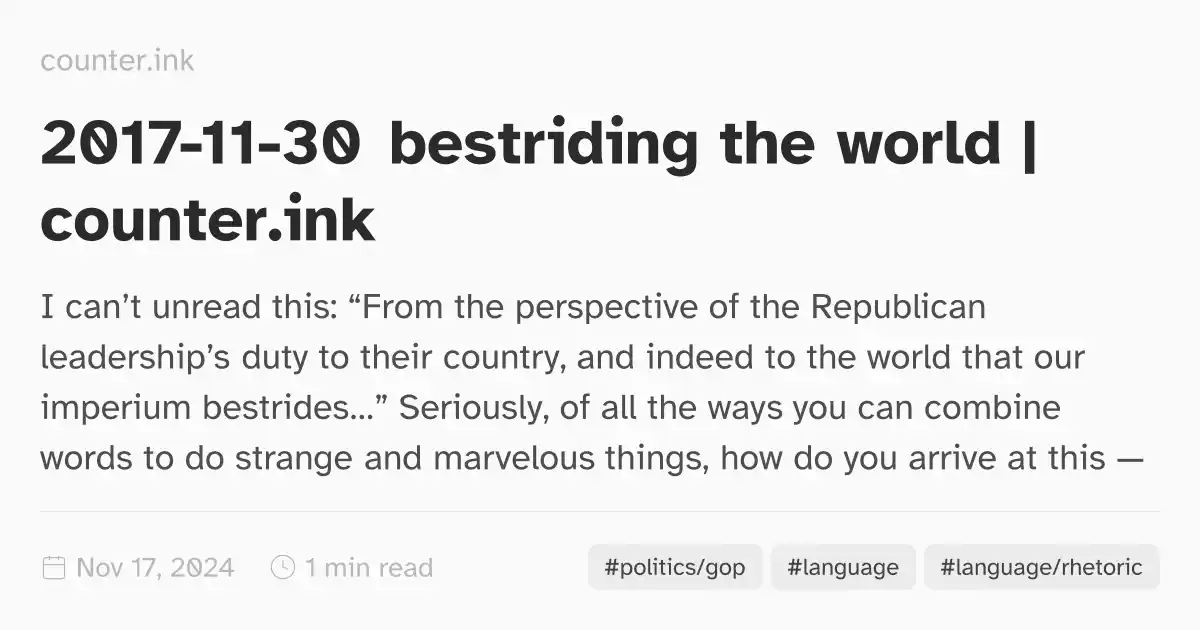 counter.ink
2017-11-30 bestriding the world |
counter.ink
I can’t unread this: “From the perspective of the Republican
leadership’s duty to their country, and indeed to the world that our
imperium bestrides…” Seriously, of all the ways you can combine
words to do strange and marvelous things, how do you arrive at this —
Nov 17, 2024 1 min read #politics/gop #language #language/rhetoric